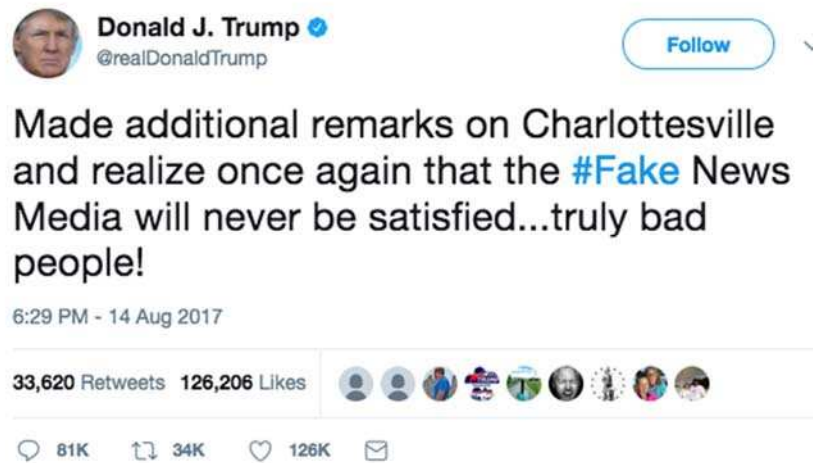 Donald J. Trump
@realDonaldTrump
Follow
Made additional remarks on Charlottesville
and realize once again that the #Fake News
Media will never be satisfied...truly bad
people!
6:29 PM - 14 Aug 2017
33,620 Retweets 126,206 Likes
81K 34K 126K